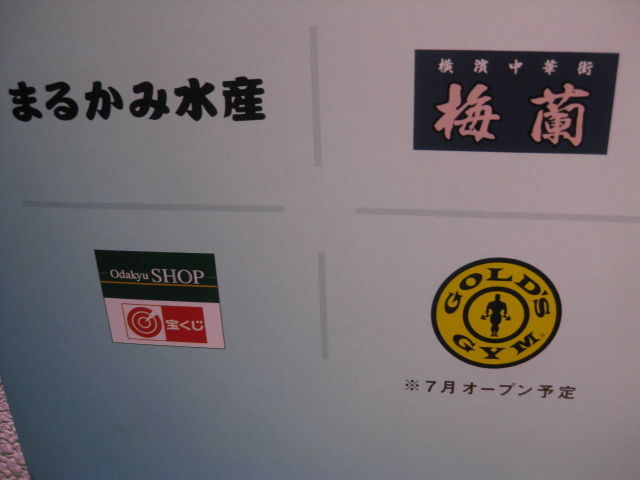 まるかみ水産
横濱中華街
梅蘭
Odakyu SHOP
宝くじ
GOLD'S
GYM
※7月オープン予定